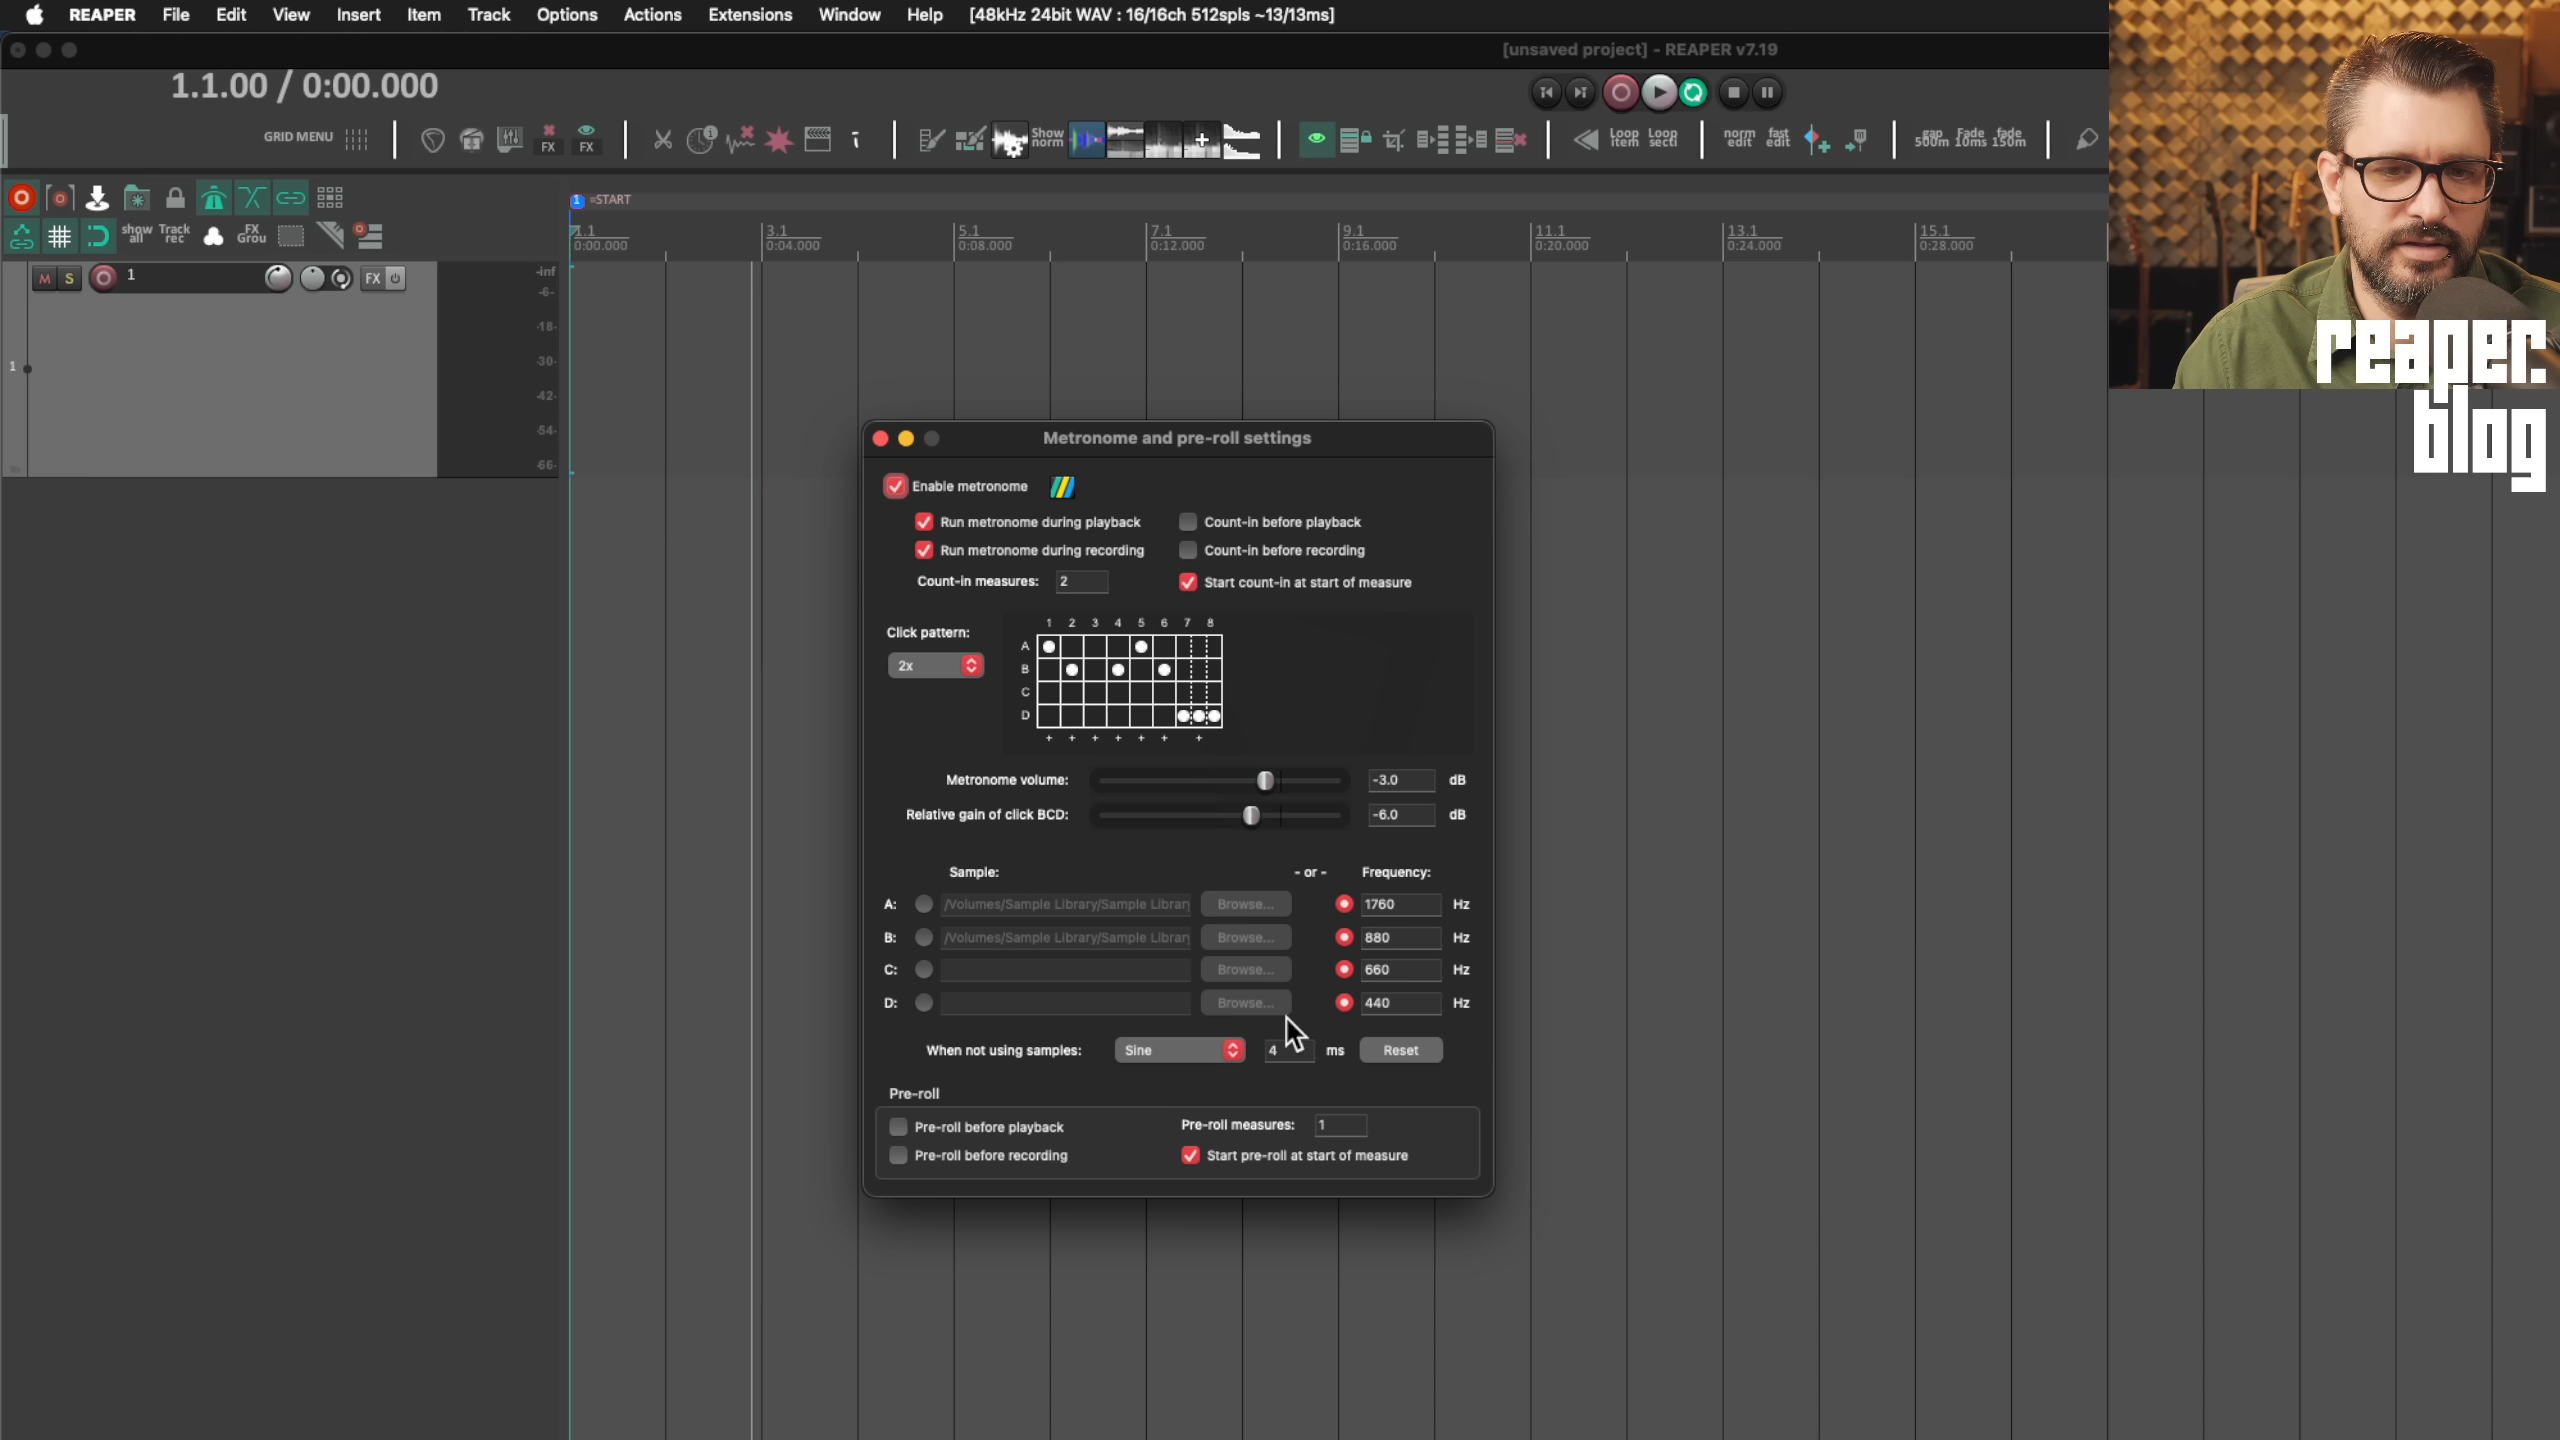 REAPER File Edit View Insert Item Track Options Actions Extensions Window Help [48kHz 24bit WAV : 16/16ch 512spls ~13/13ms]
[unsaved project] - REAPER v7.19
1.1.00 / 0:00.000
GRID MENU FX FX Show norm Loop item Loop secti norm edit fast edit gap 500m Fade 10ms fade 150m
show all Track rec FX Grou
1 =START
1.1 3.1 5.1 7.1 9.1 11.1 13.1 15.1
0:00.000 0:04.000 0:08.000 0:12.000 0:16.000 0:20.000 0:24.000 0:28.000
M S 1 FX
-inf
-6-
-18-
-30-
1
-42-
-54-
-66-
reaper.
blog
Metronome and pre-roll settings
Enable metronome
Run metronome during playback Count-in before playback
Run metronome during recording Count-in before recording
Count-in measures: 2 Start count-in at start of measure
Click pattern:
2x
1 2 3 4 5 6 7 8
A
B
C
D
+ + + + + + +
Metronome volume: -3.0 dB
Relative gain of click BCD: -6.0 dB
Sample: - or - Frequency:
A: /Volumes/Sample Library/Sample Library Browse... 1760 Hz
B: /Volumes/Sample Library/Sample Library Browse... 880 Hz
C: Browse... 660 Hz
D: Browse... 440 Hz
When not using samples: Sine 4 ms Reset
Pre-roll
Pre-roll before playback Pre-roll measures: 1
Pre-roll before recording Start pre-roll at start of measure